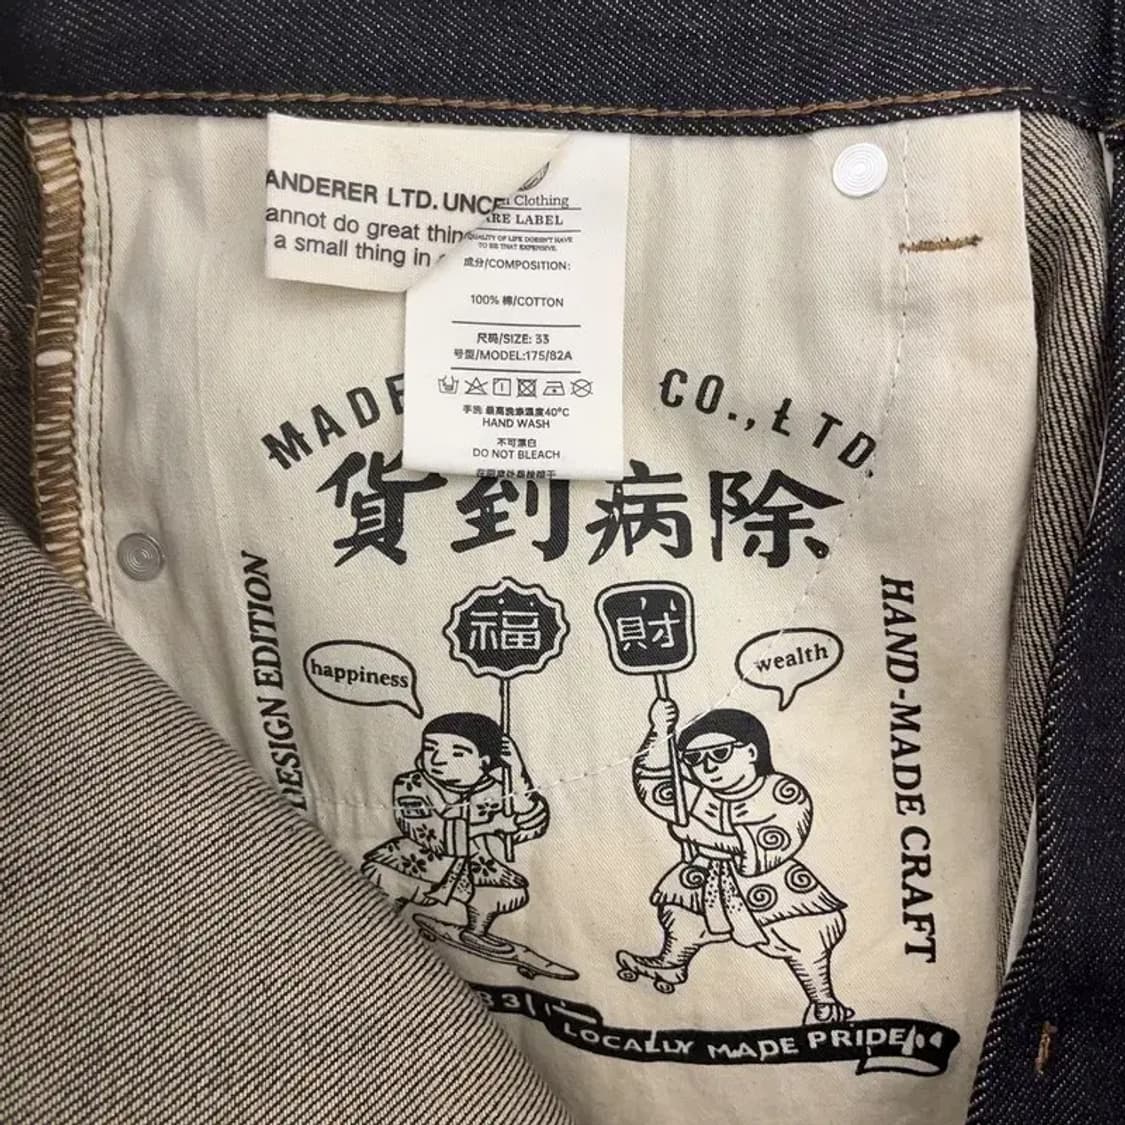 ANDERER LTD. UNCE
annot do great thin
a small thing in
Clothing
ARE LABEL
QUALITY OF LIFE DOESN'T HAVE
TO BE THAT EXPENSIVE.
成分/COMPOSITION:
100% 棉/COTTON
尺码/SIZE: 33
号型/MODEL:175/82A
手洗 最高洗涤温度40°C
HAND WASH
不可漂白
DO NOT BLEACH
MADE CO.,LTD.
貨到病除
福 財
happiness
wealth
DESIGN EDITION
HAND-MADE CRAFT
33
LOCALLY MADE PRIDE